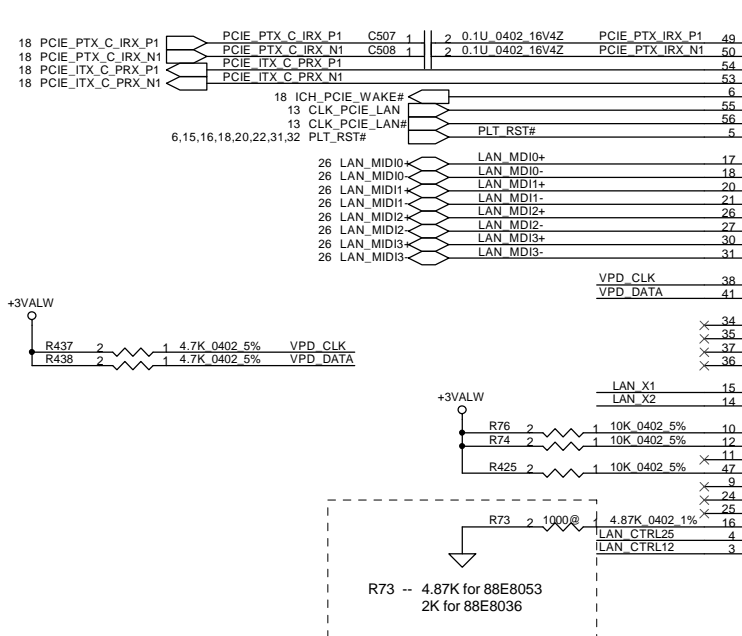 18 PCIE_PTX_C_IRX_P1 PCIE_PTX_C_IRX_P1 C507 1 2 0.1U_0402_16V4Z PCIE_PTX_IRX_P1 49
18 PCIE_PTX_C_IRX_N1 PCIE_PTX_C_IRX_N1 C508 1 2 0.1U_0402_16V4Z PCIE_PTX_IRX_N1 50
18 PCIE_ITX_C_PRX_P1 PCIE_ITX_C_PRX_P1 54
18 PCIE_ITX_C_PRX_N1 PCIE_ITX_C_PRX_N1 53
18 ICH_PCIE_WAKE# 6
13 CLK_PCIE_LAN 55
13 CLK_PCIE_LAN# 56
6,15,16,18,20,22,31,32 PLT_RST# PLT_RST# 5
26 LAN_MIDI0+ LAN_MDI0+ 17
26 LAN_MIDI0- LAN_MDI0- 18
26 LAN_MIDI1+ LAN_MDI1+ 20
26 LAN_MIDI1- LAN_MDI1- 21
26 LAN_MIDI2+ LAN_MDI2+ 26
26 LAN_MIDI2- LAN_MDI2- 27
26 LAN_MIDI3+ LAN_MDI3+ 30
26 LAN_MIDI3- LAN_MDI3- 31
VPD_CLK 38
VPD_DATA 41
+3VALW
34
35
R437 2 1 4.7K_0402_5% VPD_CLK 37
R438 2 1 4.7K_0402_5% VPD_DATA 36
LAN_X1 15
LAN_X2 14
+3VALW
R76 2 1 10K_0402_5% 10
R74 2 1 10K_0402_5% 12
11
R425 2 1 10K_0402_5% 47
9
24
25
R73 2 1000@ 1 4.87K_0402_1% 16
LAN_CTRL25 4
LAN_CTRL12 3
R73 -- 4.87K for 88E8053
2K for 88E8036